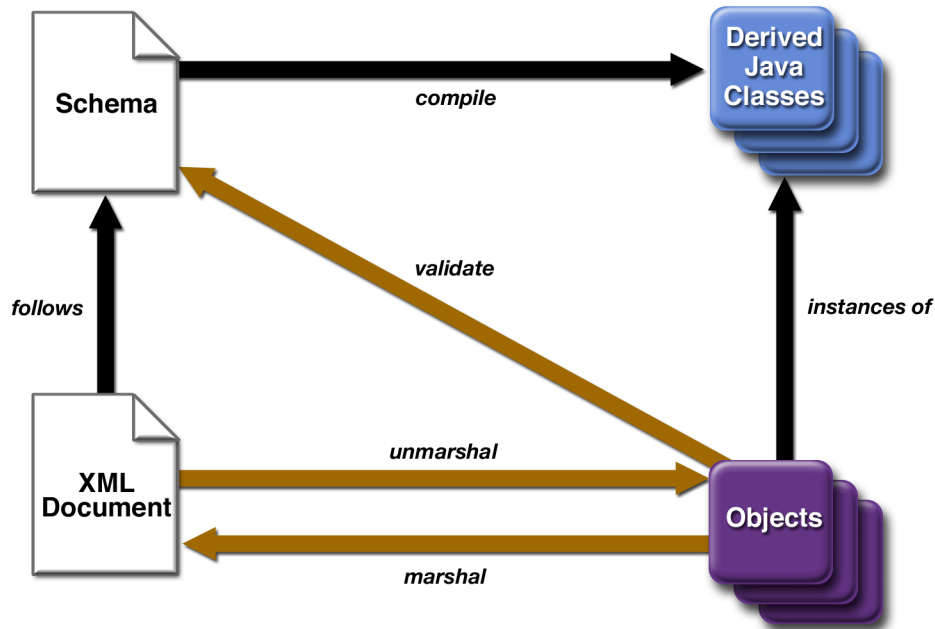 Schema
compile
Derived
Java
Classes
validate
follows
instances of
unmarshal
XML
Document
Objects
marshal